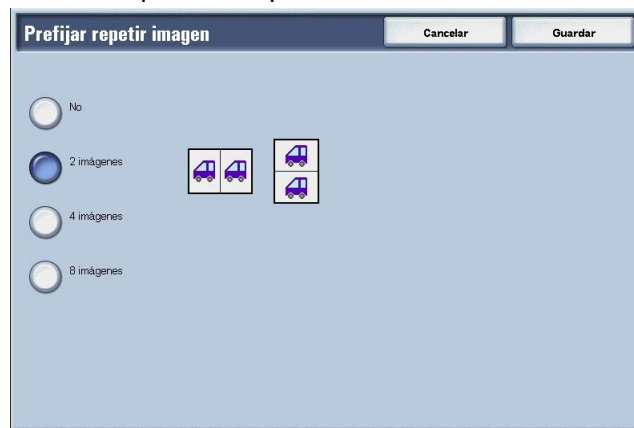 Prefijar repetir imagen
Cancelar
Guardar
No
2 imágenes
4 imágenes
8 imágenes